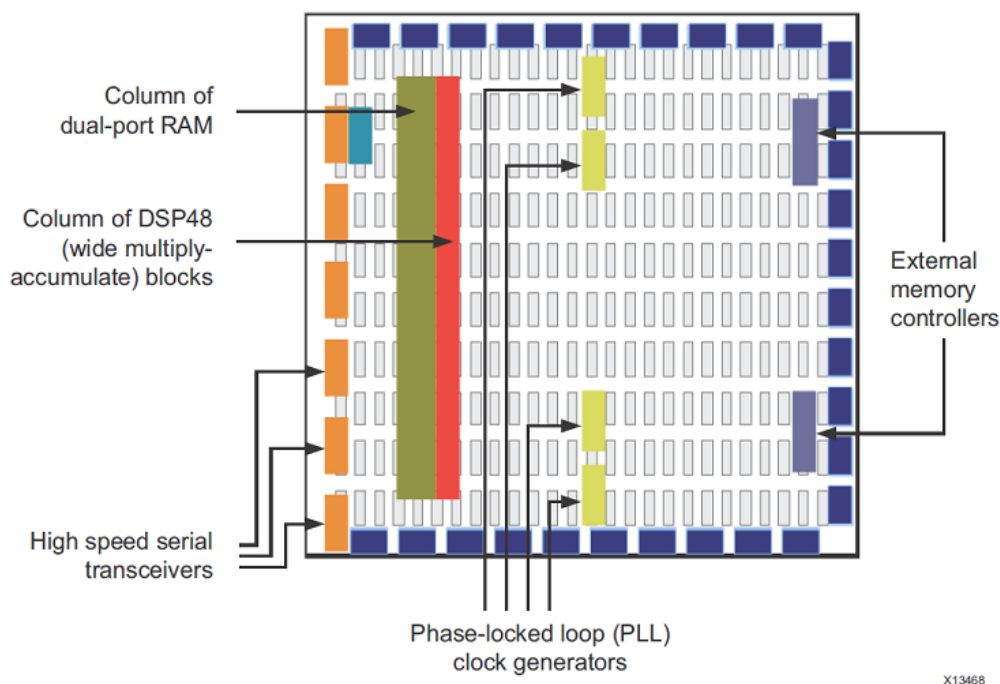 Column of
dual-port RAM
Column of DSP48
(wide multiply-
accumulate) blocks
External
memory
controllers
High speed serial
transceivers
Phase-locked loop (PLL)
clock generators
X13468